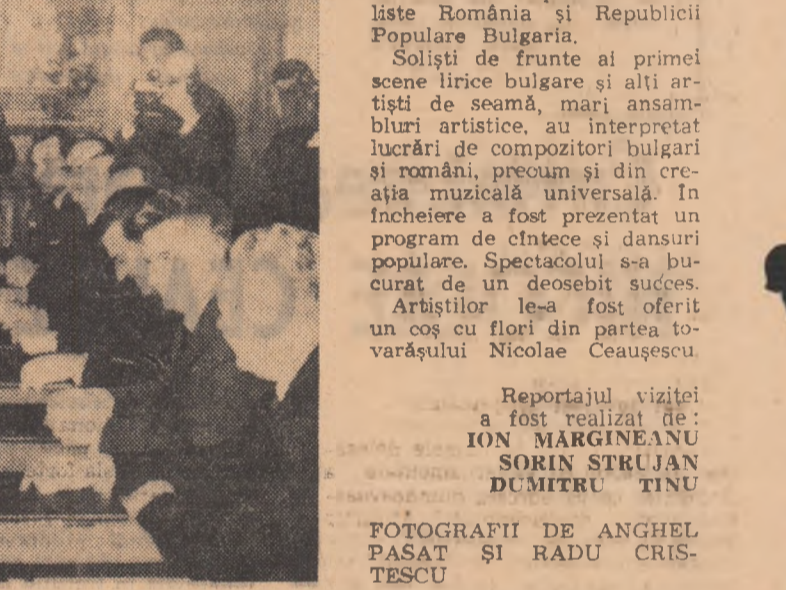 liste România și Republicii
Populare Bulgaria.
Soliști de frunte ai primei
scene lirice bulgare și alți ar-
tiști de seamă, mari ansam-
bluri artistice, au interpretat
lucrări de compozitori bulgari
și români, precum și din cre-
ația muzicală universală. În
încheiere a fost prezentat un
program de cîntece și dansuri
populare. Spectacolul s-a bu-
curat de un deosebit succes.
Artiștilor le-a fost oferit
un coș cu flori din partea to-
varășului Nicolae Ceaușescu.
Reportajul vizitei
a fost realizat de:
ION MĂRGINEANU
SORIN STRUJAN
DUMITRU TINU
FOTOGRAFII DE ANGHEL
PASAT ȘI RADU CRIS-
TESCU